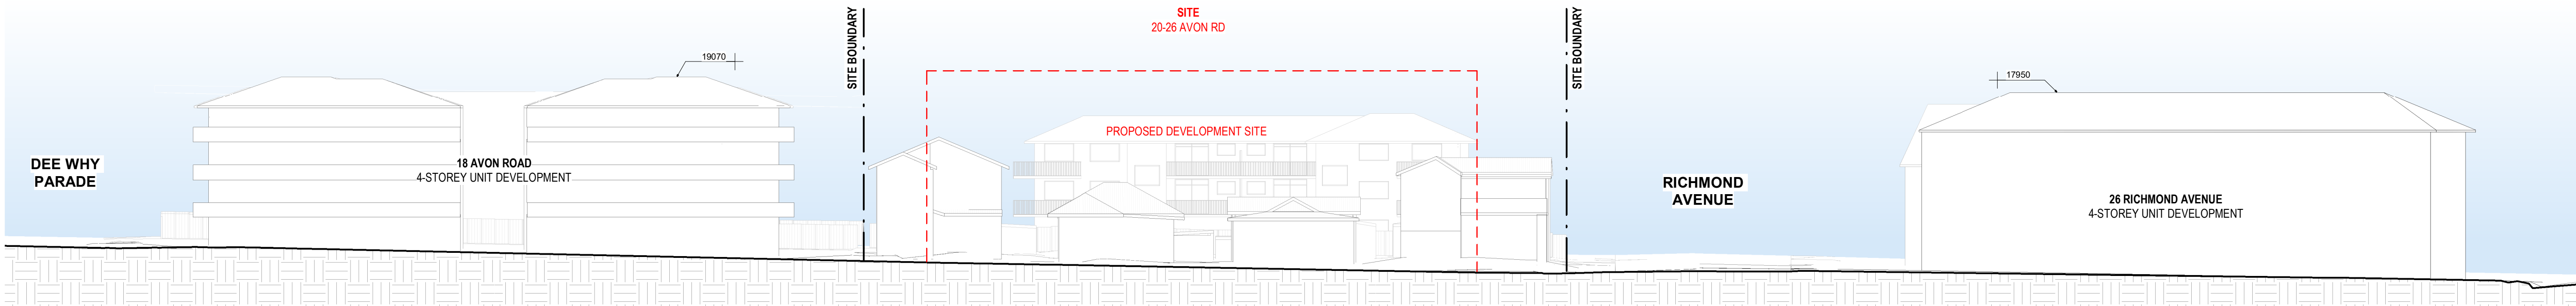 DEE WHY
PARADE
18 AVON ROAD
4-STOREY UNIT DEVELOPMENT
19070
SITE BOUNDARY
SITE
20-26 AVON RD
PROPOSED DEVELOPMENT SITE
SITE BOUNDARY
RICHMOND
AVENUE
17950
26 RICHMOND AVENUE
4-STOREY UNIT DEVELOPMENT